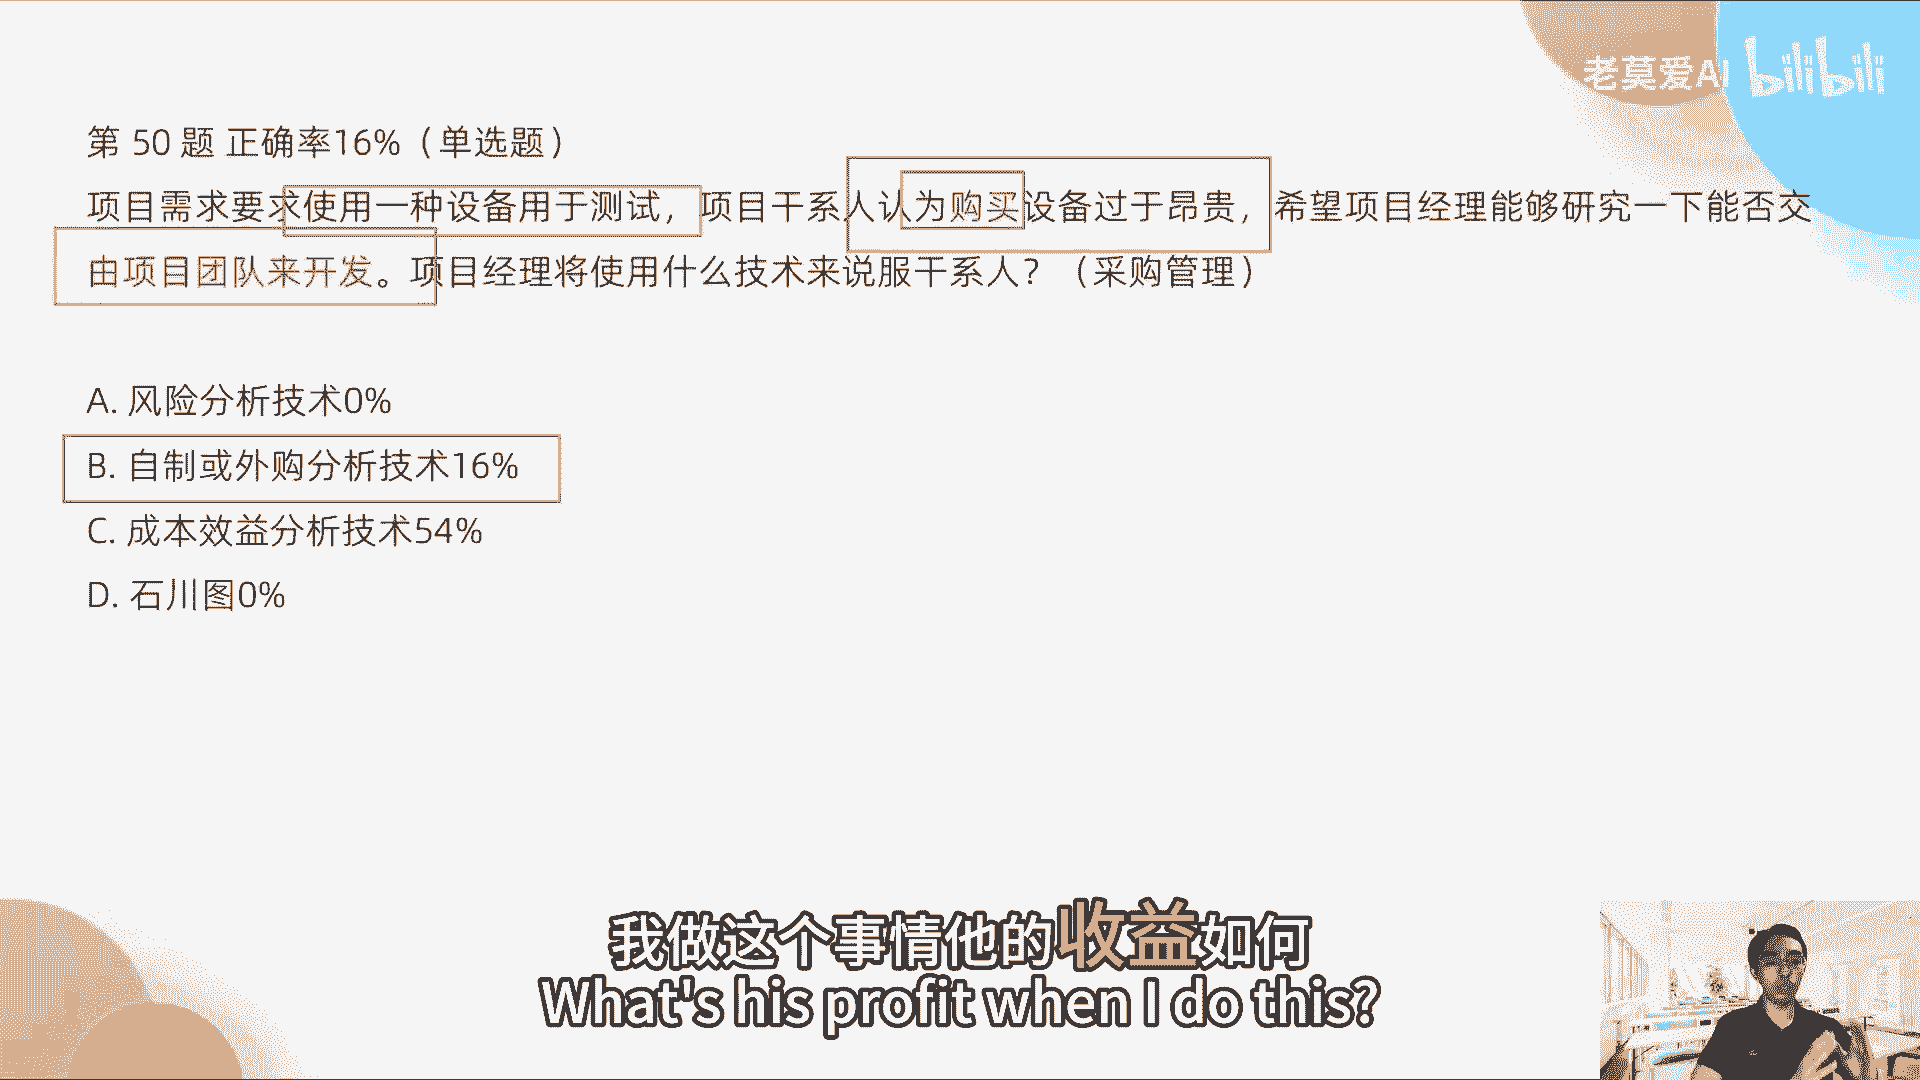 老莫爱AI bilibili
第 50 题 正确率16%（单选题）
项目需求要求使用一种设备用于测试，项目干系人认为购买设备过于昂贵，希望项目经理能够研究一下能否交
由项目团队来开发。项目经理将使用什么技术来说服干系人？（采购管理）
A. 风险分析技术0%
B. 自制或外购分析技术16%
C. 成本效益分析技术54%
D. 石川图0%
我做这个事情他的收益如何
What's his profit when I do this?